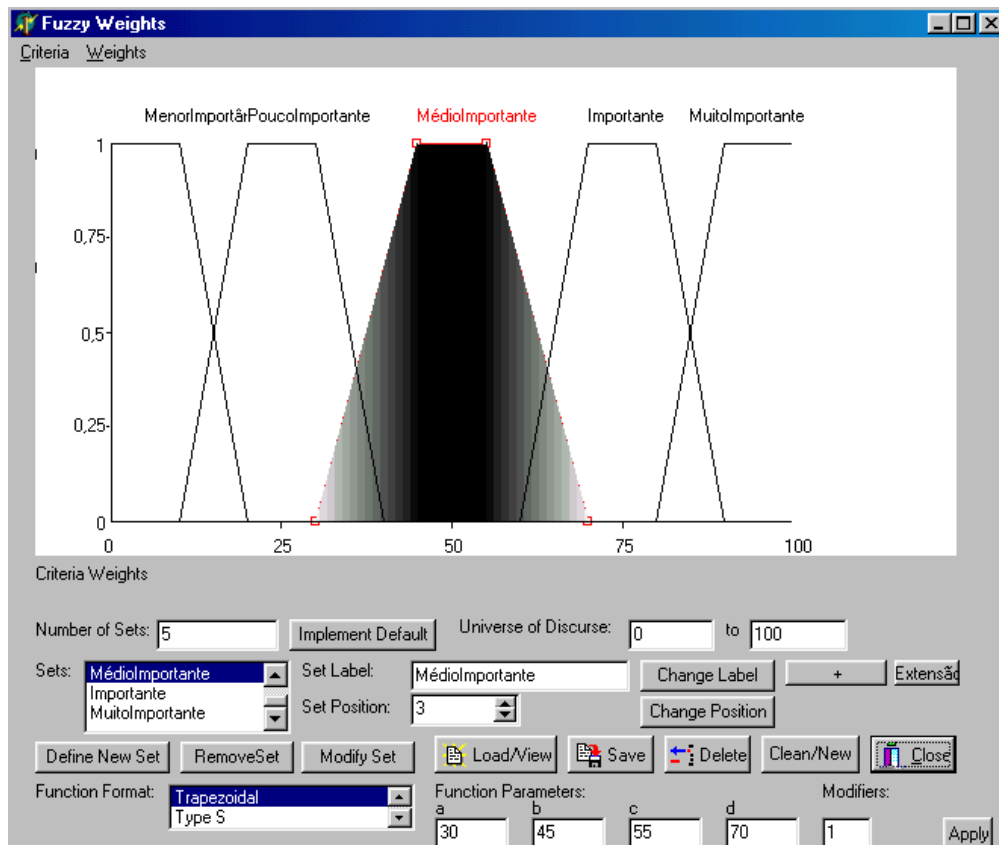 Fuzzy Weights
Criteria Weights
MenorImportânPoucoImportante MédioImportante Importante MuitoImportante
1
0,75
0,5
0,25
0
0 25 50 75 100
Criteria Weights
Number of Sets: 5 Implement Default Universe of Discurse: 0 to 100
Sets: MédioImportante Set Label: MédioImportante Change Label + Extensão
Importante
MuitoImportante Set Position: 3 Change Position
Define New Set RemoveSet Modify Set Load/View Save Delete Clean/New Close
Function Format: Trapezoidal Function Parameters: Modifiers:
Type S a b c d
30 45 55 70 1 Apply